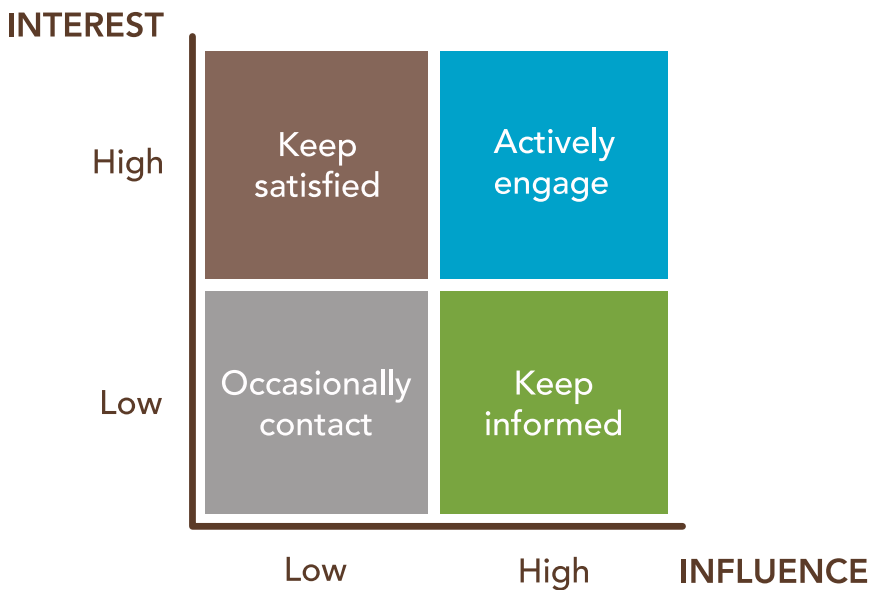 INTEREST
High
Keep
satisfied
Actively
engage
Low
Occasionally
contact
Keep
informed
Low
High
INFLUENCE